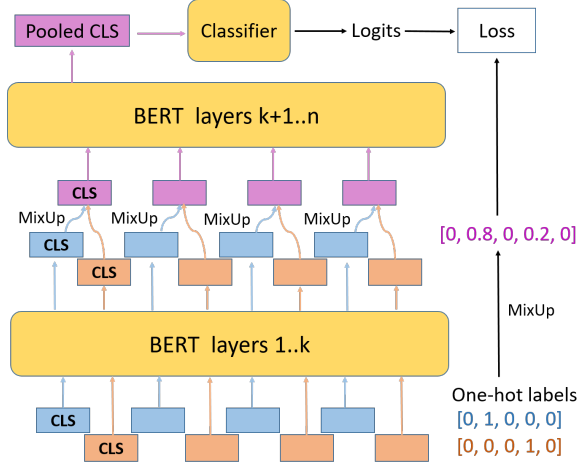 Pooled CLS
Classifier
Logits
Loss
BERT layers k+1..n
CLS
MixUp
MixUp
MixUp
MixUp
CLS
CLS
[0, 0.8, 0, 0.2, 0]
MixUp
BERT layers 1..k
CLS
CLS
One-hot labels
[0, 1, 0, 0, 0]
[0, 0, 0, 1, 0]